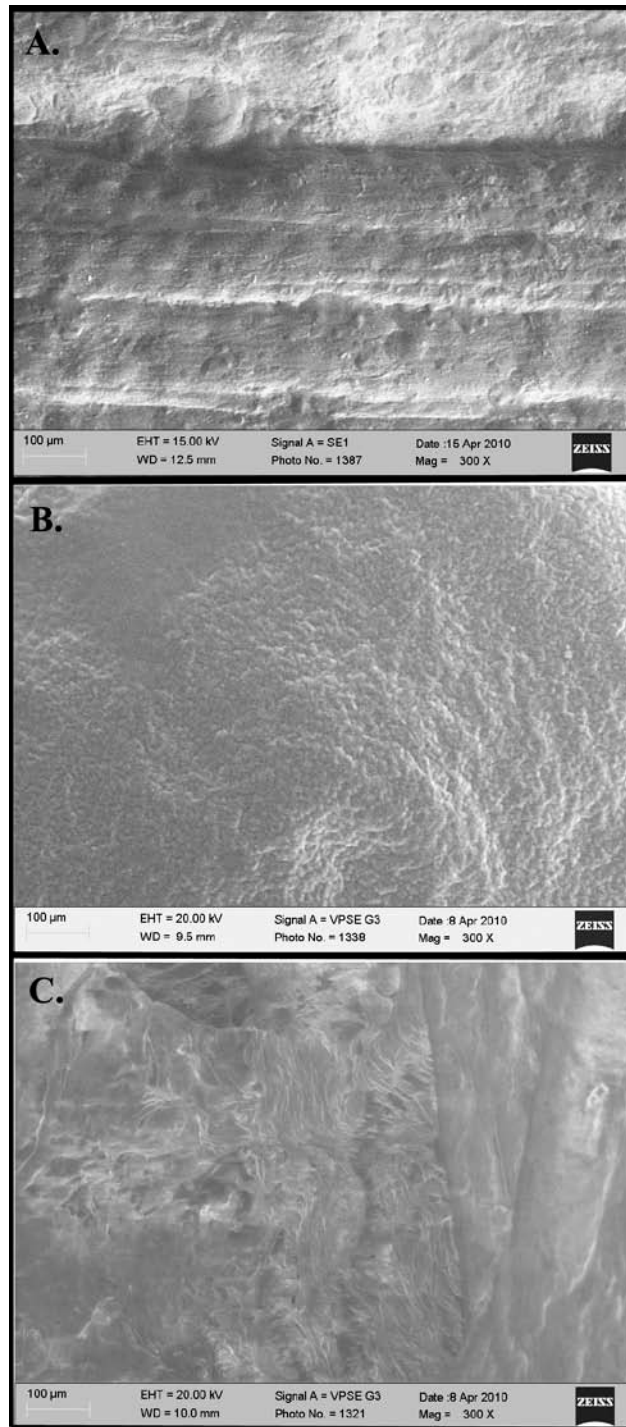 A.
100 µm EHT = 15.00 kV Signal A = SE1 Date :16 Apr 2010 ZEISS
WD = 12.5 mm Photo No. = 1387 Mag = 300 X
B.
100 µm EHT = 20.00 kV Signal A = VPSE G3 Date :8 Apr 2010 ZEISS
WD = 9.5 mm Photo No. = 1338 Mag = 300 X
C.
100 µm EHT = 20.00 kV Signal A = VPSE G3 Date :8 Apr 2010 ZEISS
WD = 10.0 mm Photo No. = 1321 Mag = 300 X